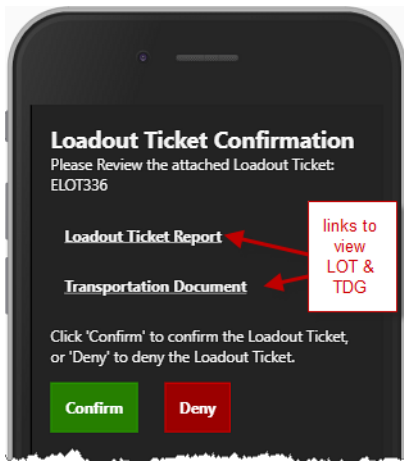 Loadout Ticket Confirmation
Please Review the attached Loadout Ticket:
ELOT336
Loadout Ticket Report
Transportation Document
links to
view
LOT &
TDG
Click 'Confirm' to confirm the Loadout Ticket,
or 'Deny' to deny the Loadout Ticket.
Confirm
Deny